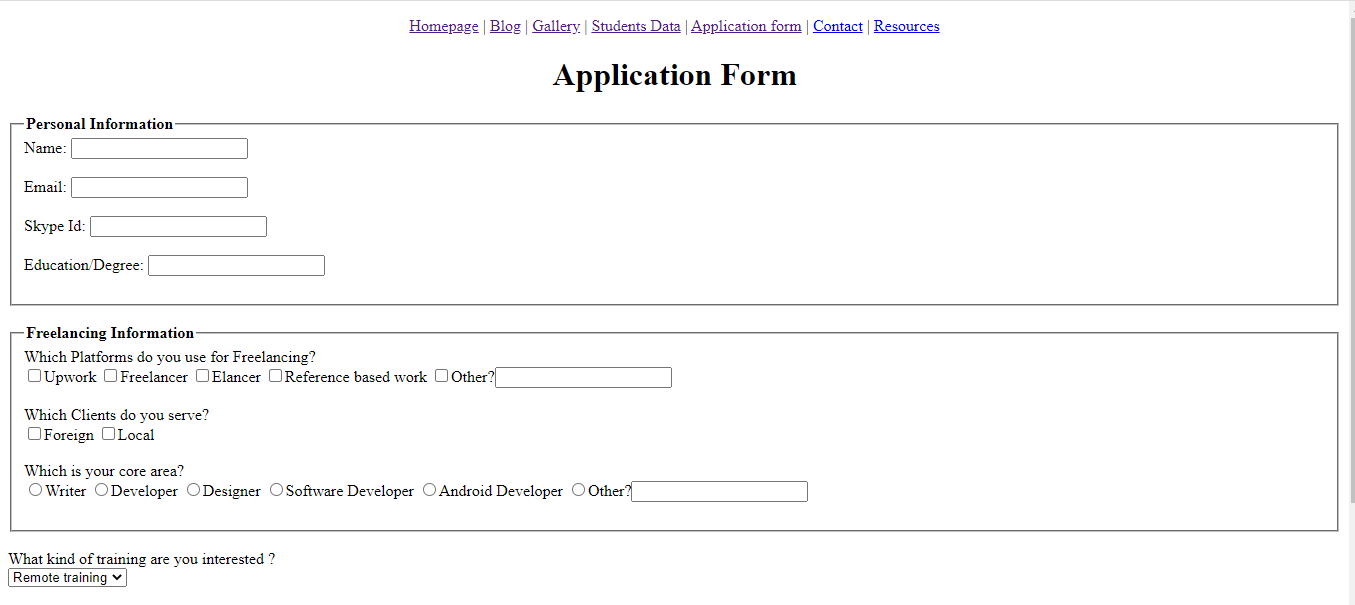 Homepage | Blog | Gallery | Students Data | Application form | Contact | Resources
Application Form
Personal Information
Name:
Email:
Skype Id:
Education/Degree:
Freelancing Information
Which Platforms do you use for Freelancing?
Upwork Freelancer Elancer Reference based work Other?
Which Clients do you serve?
Foreign Local
Which is your core area?
Writer Developer Designer Software Developer Android Developer Other?
What kind of training are you interested ?
Remote training